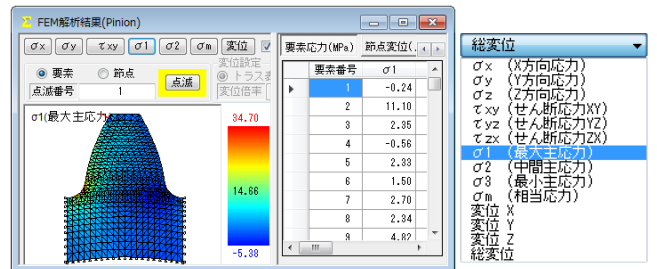 FEM解析結果(Pinion)
σx σy τxy σ1 σ2 σm 変位
変位設定
要素 節点 点滅
トラス表
点滅番号 1
変位倍率
σ1(最大主応力)
34.70
14.66
-5.38
要素応力(MPa) 節点変位(.
要素番号 σ1
1 -0.24
2 11.10
3 2.35
4 -0.56
5 2.33
6 1.50
7 2.70
8 2.34
9 4.82
総変位
σx (X方向応力)
σy (Y方向応力)
σz (Z方向応力)
τxy (せん断応力XY)
τyz (せん断応力YZ)
τzx (せん断応力ZX)
σ1 (最大主応力)
σ2 (中間主応力)
σ3 (最小主応力)
σm (相当応力)
変位 X
変位 Y
変位 Z
総変位